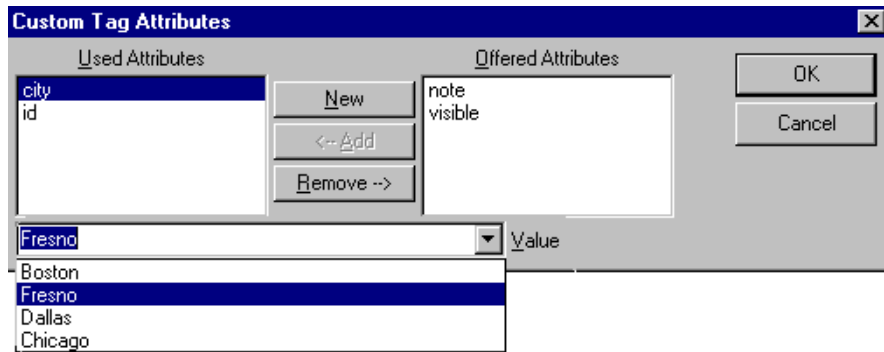 Custom Tag Attributes
Used Attributes
Offered Attributes
city
id
New
<-- Add
Remove -->
note
visible
OK
Cancel
Fresno
Value
Boston
Fresno
Dallas
Chicago